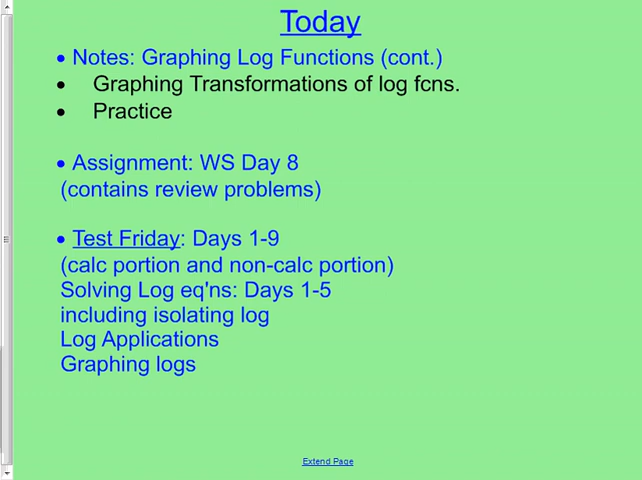 Today
• Notes: Graphing Log Functions (cont.)
• Graphing Transformations of log fcns.
• Practice
• Assignment: WS Day 8
(contains review problems)
• Test Friday: Days 1-9
(calc portion and non-calc portion)
Solving Log eq'ns: Days 1-5
including isolating log
Log Applications
Graphing logs
Extend Page